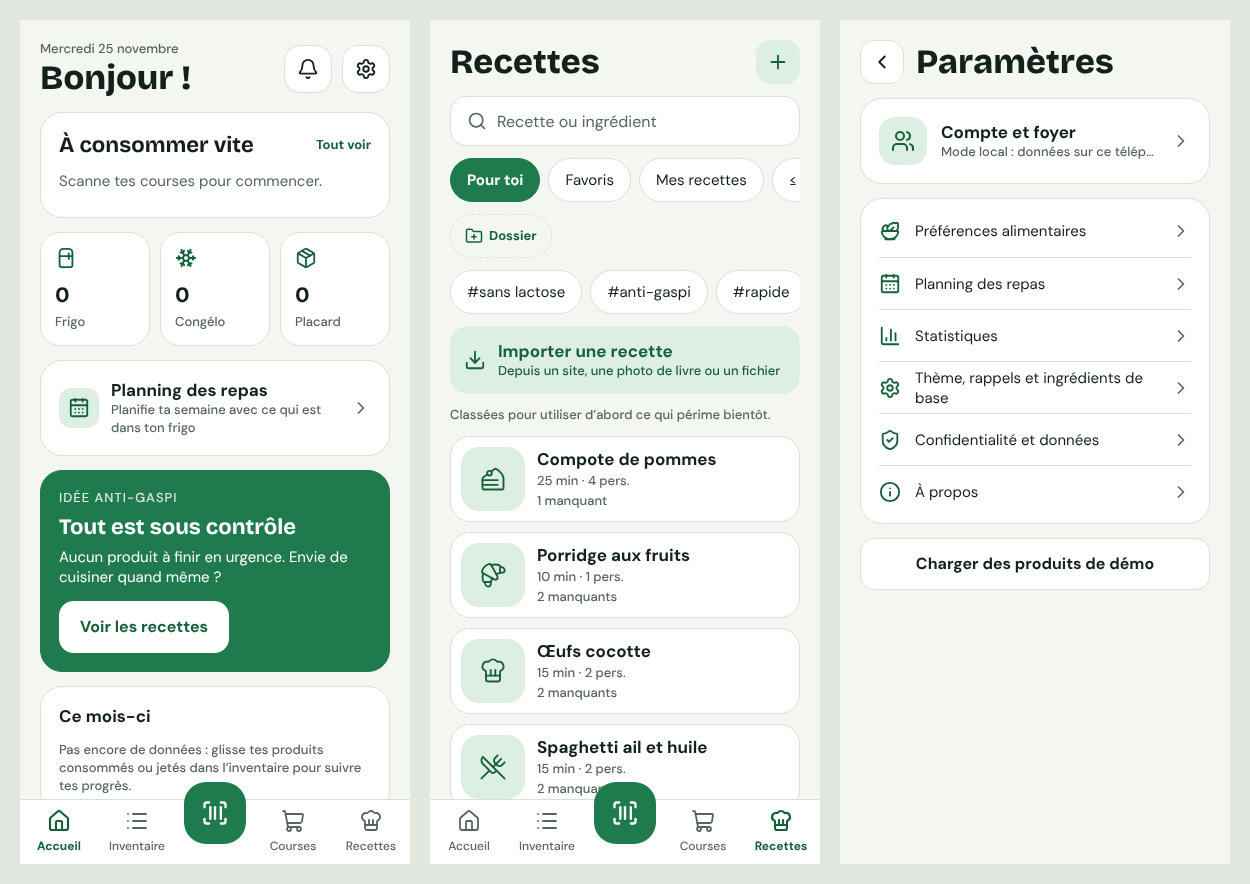 Mercredi 25 novembre
Bonjour !
À consommer vite
Tout voir
Scanne tes courses pour commencer.
0
Frigo
0
Congélo
0
Placard
Planning des repas
Planifie ta semaine avec ce qui est
dans ton frigo
IDÉE ANTI-GASPI
Tout est sous contrôle
Aucun produit à finir en urgence. Envie de
cuisiner quand même ?
Voir les recettes
Ce mois-ci
Pas encore de données : glisse tes produits
consommés ou jetés dans l’inventaire pour suivre
tes progrès.
Accueil
Inventaire
Courses
Recettes
Recettes
Recette ou ingrédient
Pour toi
Favoris
Mes recettes
Dossier
#sans lactose
#anti-gaspi
#rapide
Importer une recette
Depuis un site, une photo de livre ou un fichier
Classées pour utiliser d’abord ce qui périme bientôt.
Compote de pommes
25 min · 4 pers.
1 manquant
Porridge aux fruits
10 min · 1 pers.
2 manquants
Œufs cocotte
15 min · 2 pers.
2 manquants
Spaghetti ail et huile
15 min · 2 pers.
2
Accueil
Inventaire
Courses
Recettes
Paramètres
Compte et foyer
Mode local : données sur ce télép…
Préférences alimentaires
Planning des repas
Statistiques
Thème, rappels et ingrédients de
base
Confidentialité et données
À propos
Charger des produits de démo